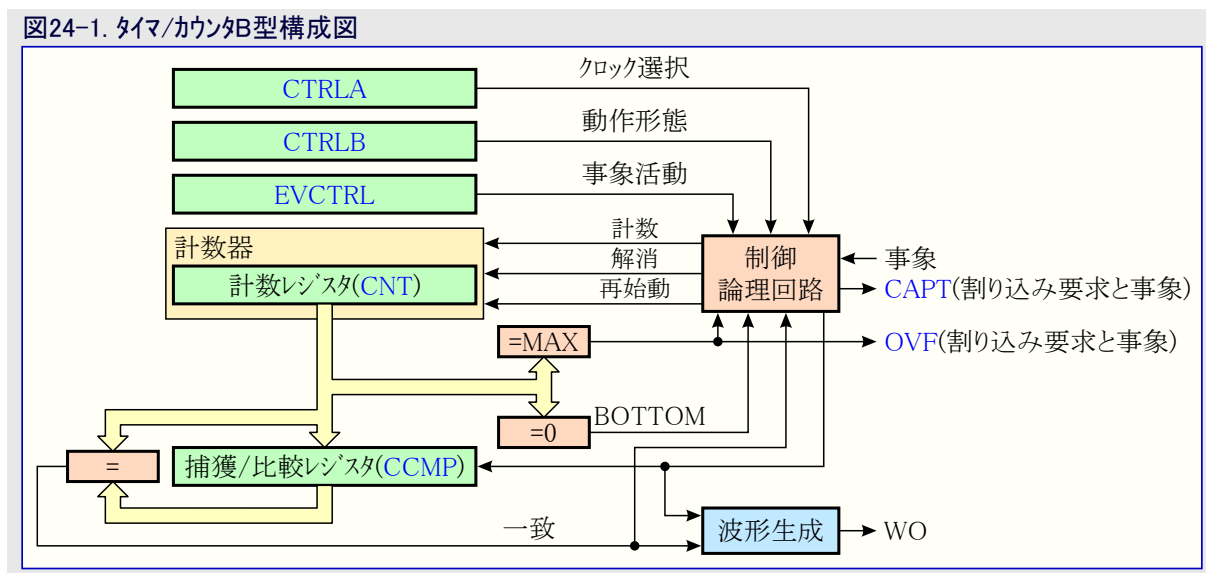 図24-1. ﾀｲﾏ/ｶｳﾝﾀB型構成図
CTRLA
ｸﾛｯｸ選択
CTRLB
動作形態
EVCTRL
事象活動
計数器
計数ﾚｼﾞｽﾀ(CNT)
計数
解消
再始動
制御
論理回路
事象
CAPT(割り込み要求と事象)
=MAX
OVF(割り込み要求と事象)
=0
BOTTOM
=
捕獲/比較ﾚｼﾞｽﾀ(CCMP)
一致
波形生成
WO